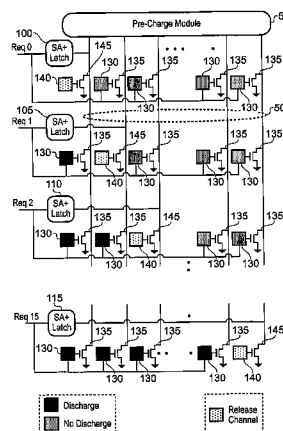 Pre-Charge Module
5
100
Req 0
SA+
Latch
145
135 135 135 135
140
130
130 130 130
50
105
Req 1
SA+
Latch
135 145 135 135 135
130
140 130 130 130
110
Req 2
SA+
Latch
135 135 145 135 135
130
130 140 130 130
115
Req 15
SA+
Latch
135 135 135 135 145
130
130 130 130 140
Discharge
No Discharge
Release
Channel